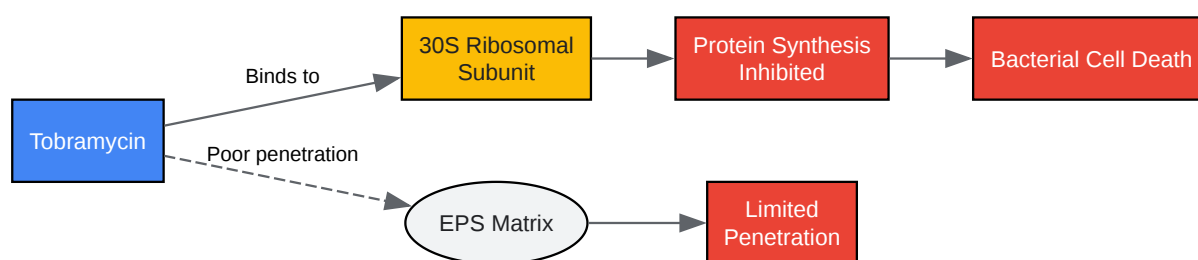 Tobramycin
Binds to
30S Ribosomal
Subunit
Protein Synthesis
Inhibited
Bacterial Cell Death
Poor penetration
EPS Matrix
Limited
Penetration